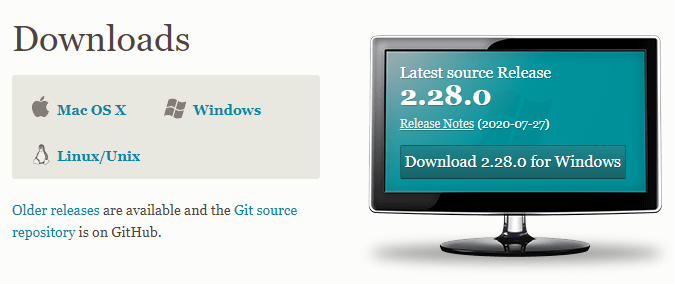 Downloads
Mac OS X
Windows
Linux/Unix
Older releases are available and the Git source
repository is on GitHub.
Latest source Release
2.28.0
Release Notes (2020-07-27)
Download 2.28.0 for Windows